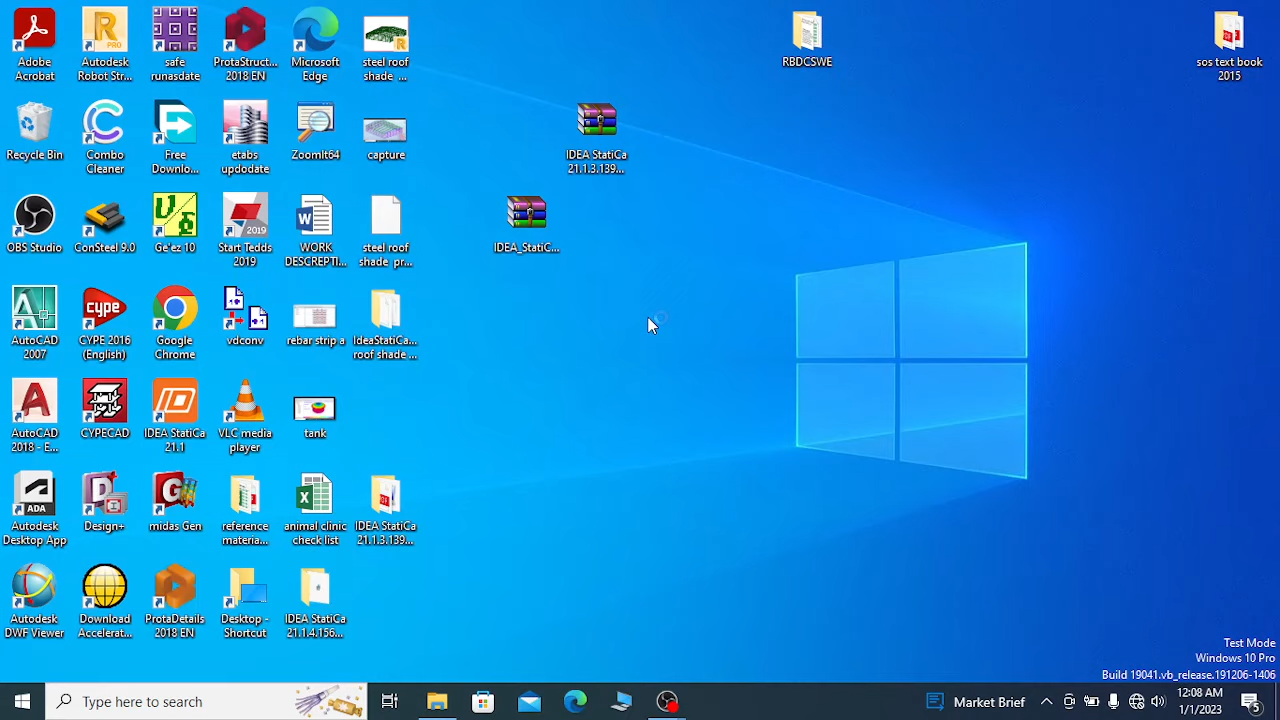 Adobe
Acrobat
Autodesk
Robot Str...
safe
runasdate
ProtaStruct...
2018 EN
Microsoft
Edge
steel roof
shade_...
RBDCSWE
sos text book
2015
Recycle Bin
Combo
Cleaner
Free
Downlo...
etabs
updodate
ZoomIt64
capture
IDEA StatiCa
21.1.3.139...
OBS Studio
ConSteel 9.0
Ge'ez 10
Start Tedds
2019
WORK
DESCREPTI...
steel roof
shade_pr...
IDEA_StatiC...
AutoCAD
2007
CYPE 2016
(English)
Google
Chrome
vdconv
rebar strip a
IdeaStatiCa...
roof shade ...
AutoCAD
2018 - E...
CYPECAD
IDEA StatiCa
21.1
VLC media
player
tank
Autodesk
Desktop App
Design+
midas Gen
reference
materia...
animal clinic
check list
IDEA StatiCa
21.1.3.139...
Autodesk
DWF Viewer
Download
Accelerat...
ProtaDetails
2018 EN
Desktop -
Shortcut
IDEA StatiCa
21.1.4.156...
Test Mode
Windows 10 Pro
Build 19041.vb_release.191206-1406
Type here to search
Market Brief
12:08 AM
1/1/2023
5